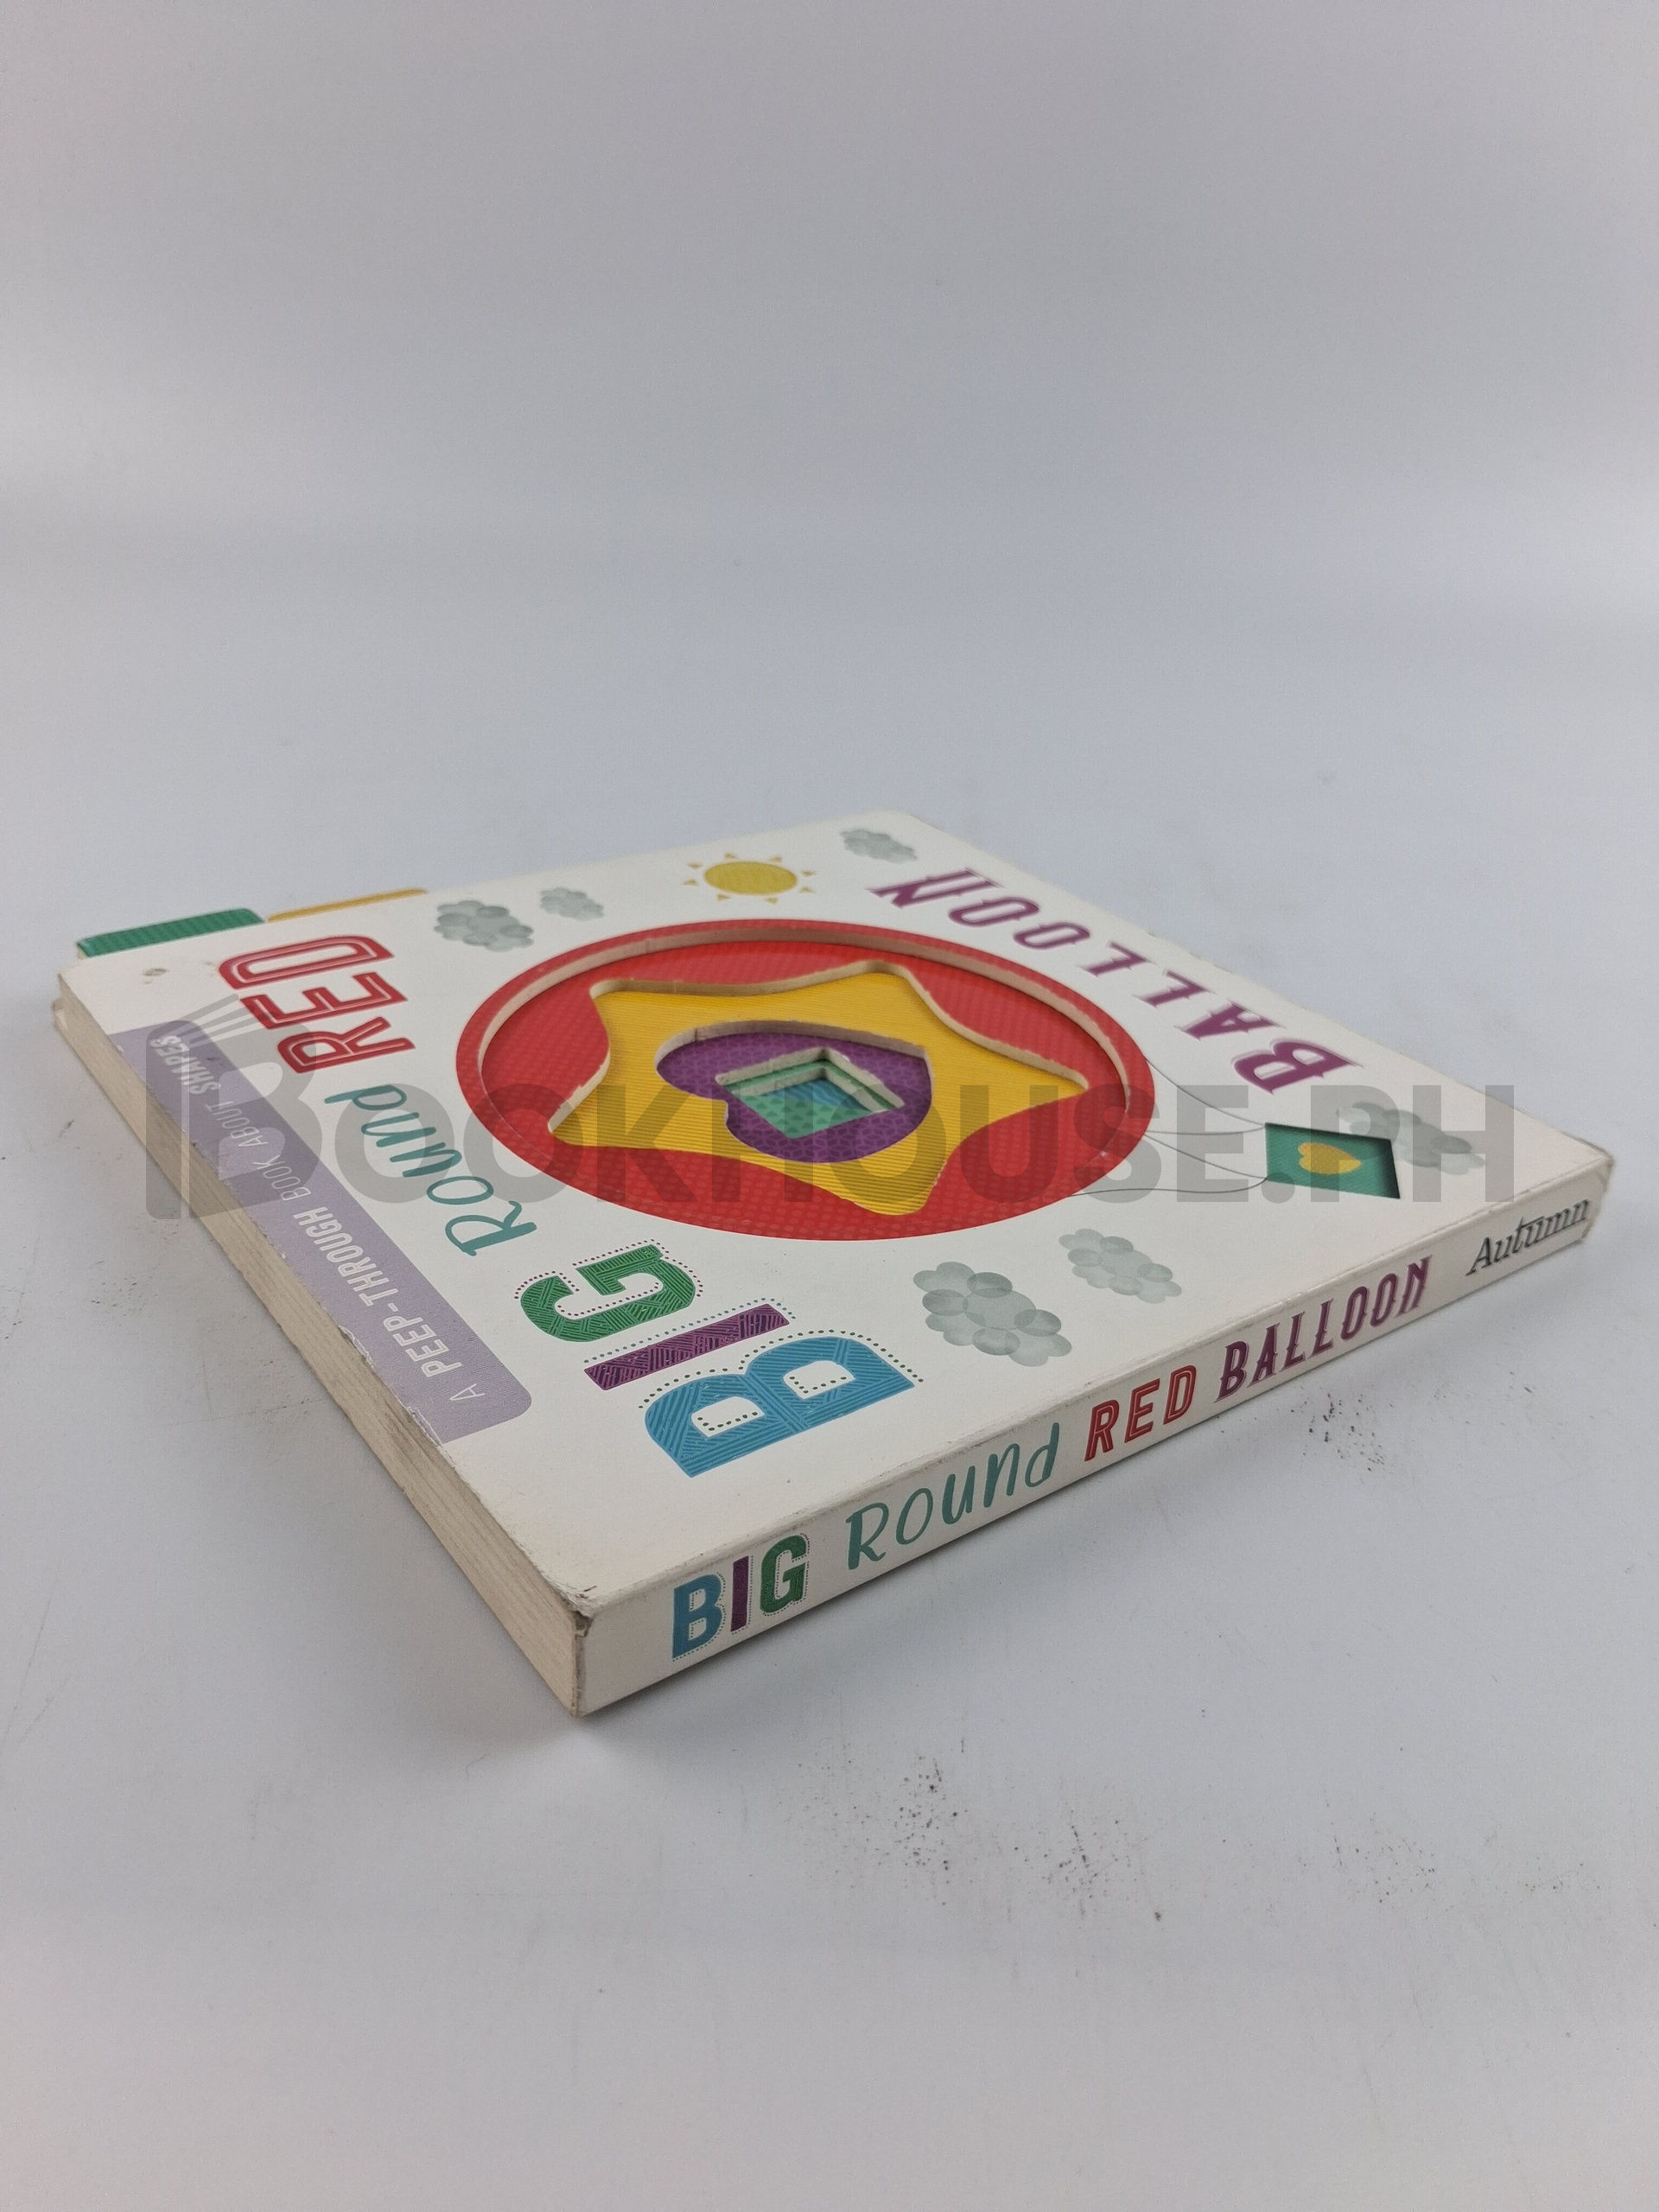 BIG Round RED
BALLOON
A PEEP-THROUGH BOOK ABOUT SHAPES
BIG Round RED BALLOON Autumn
BOOKHOUSE.PH